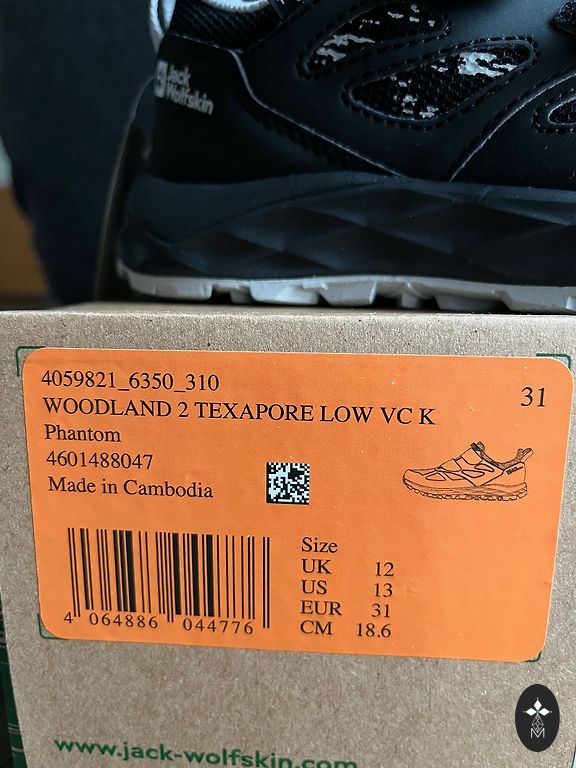 Jack
Wolfskin
4059821_6350_310
31
WOODLAND 2 TEXAPORE LOW VC K
Phantom
4601488047
Made in Cambodia
4 064886 044776
Size
UK 12
US 13
EUR 31
CM 18.6
www.jack-wolfskin.com
M